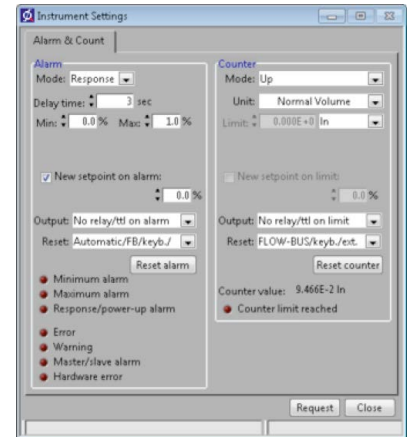 Instrument Settings
Alarm & Count
Alarm
Mode: Response
Delay time: 3 sec
Min: 0.0 % Max: 1.0 %
New setpoint on alarm:
0.0 %
Output: No relay/ttl on alarm
Reset: Automatic/FB/keyb./
Reset alarm
Minimum alarm
Maximum alarm
Response/power-up alarm
Error
Warning
Master/slave alarm
Hardware error
Counter
Mode: Up
Unit: Normal Volume
Limit: 0.000E+0 ln
New setpoint on limit:
0.0 %
Output: No relay/ttl on limit
Reset: FLOW-BUS/keyb./ext.
Reset counter
Counter value: 9.466E-2 ln
Counter limit reached
Request Close